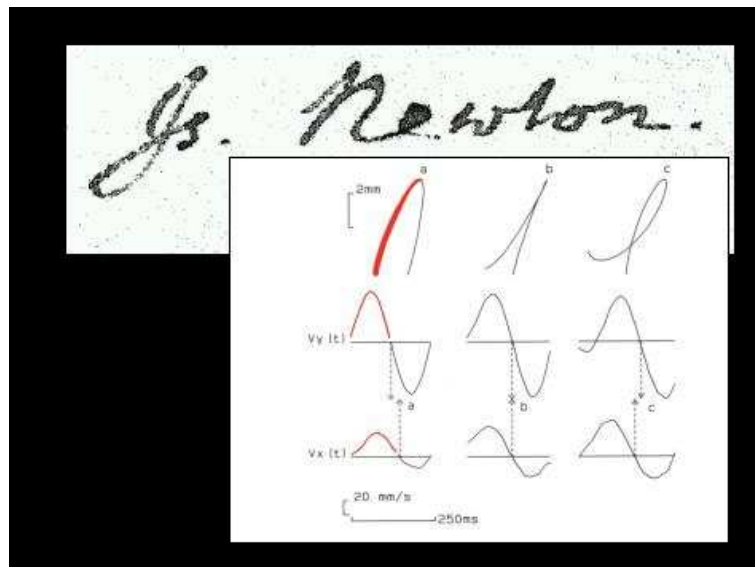 Is. Newton.
a b c
2mm
Vy (t)
a b c
Vx (t)
20 mm/s
250ms